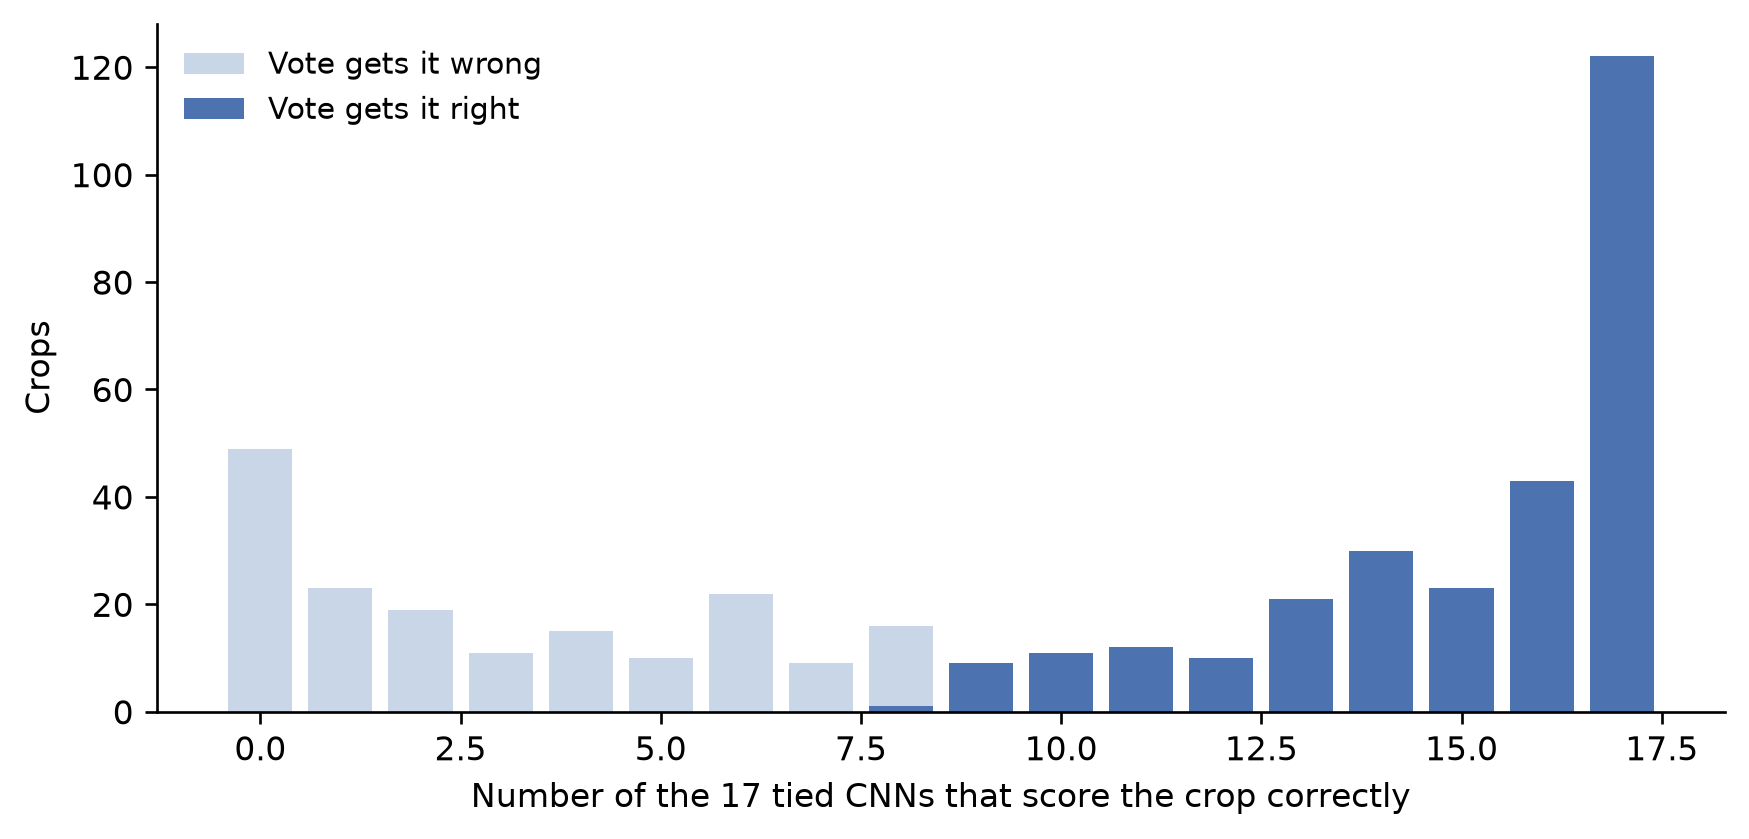 Vote gets it wrong
Vote gets it right
120
100
80
60
40
20
0
Crops
0.0 2.5 5.0 7.5 10.0 12.5 15.0 17.5
Number of the 17 tied CNNs that score the crop correctly